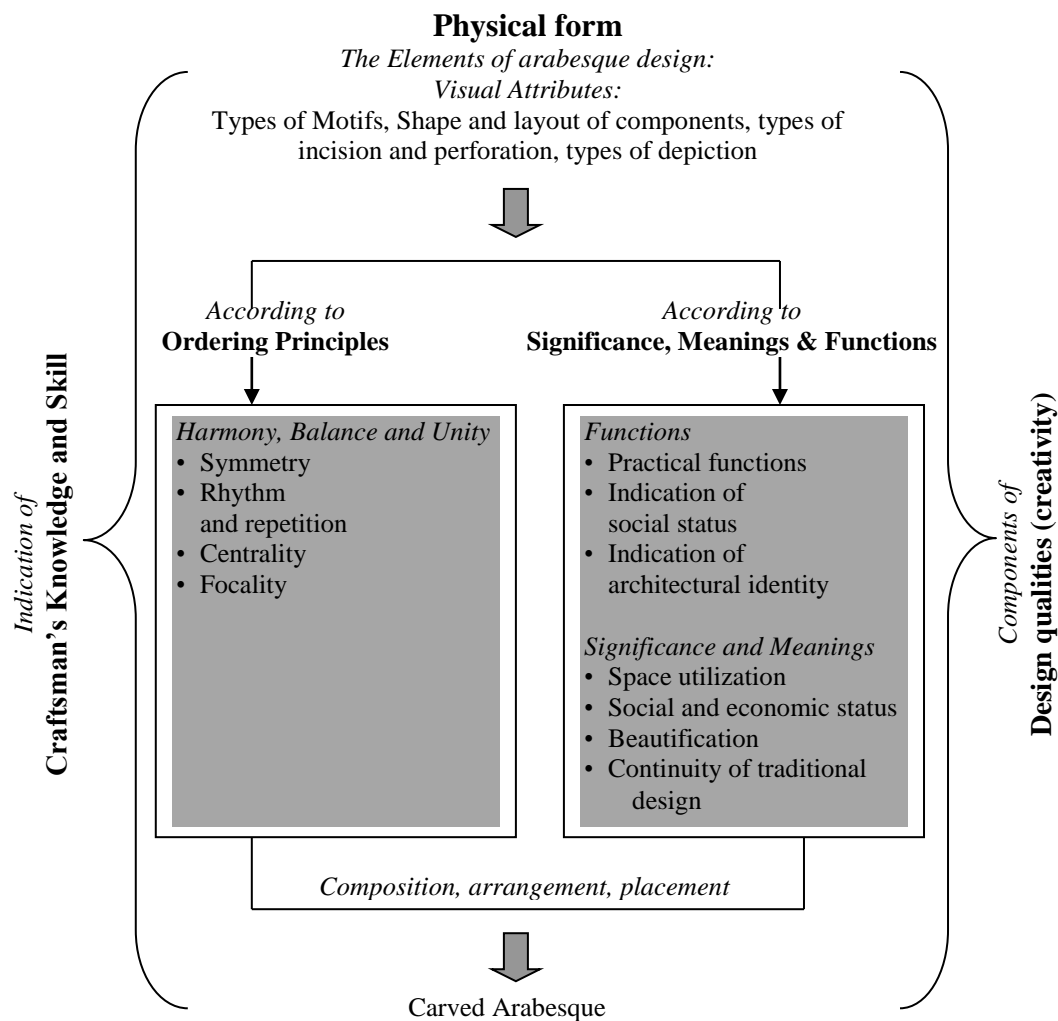 Physical form
The Elements of arabesque design:
Visual Attributes:
Types of Motifs, Shape and layout of components, types of
incision and perforation, types of depiction
According to
Ordering Principles
According to
Significance, Meanings & Functions
Indication of
Craftsman's Knowledge and Skill
Harmony, Balance and Unity
• Symmetry
• Rhythm
and repetition
• Centrality
• Focality
Functions
• Practical functions
• Indication of
social status
• Indication of
architectural identity
Significance and Meanings
• Space utilization
• Social and economic status
• Beautification
• Continuity of traditional
design
Components of
Design qualities (creativity)
Composition, arrangement, placement
Carved Arabesque